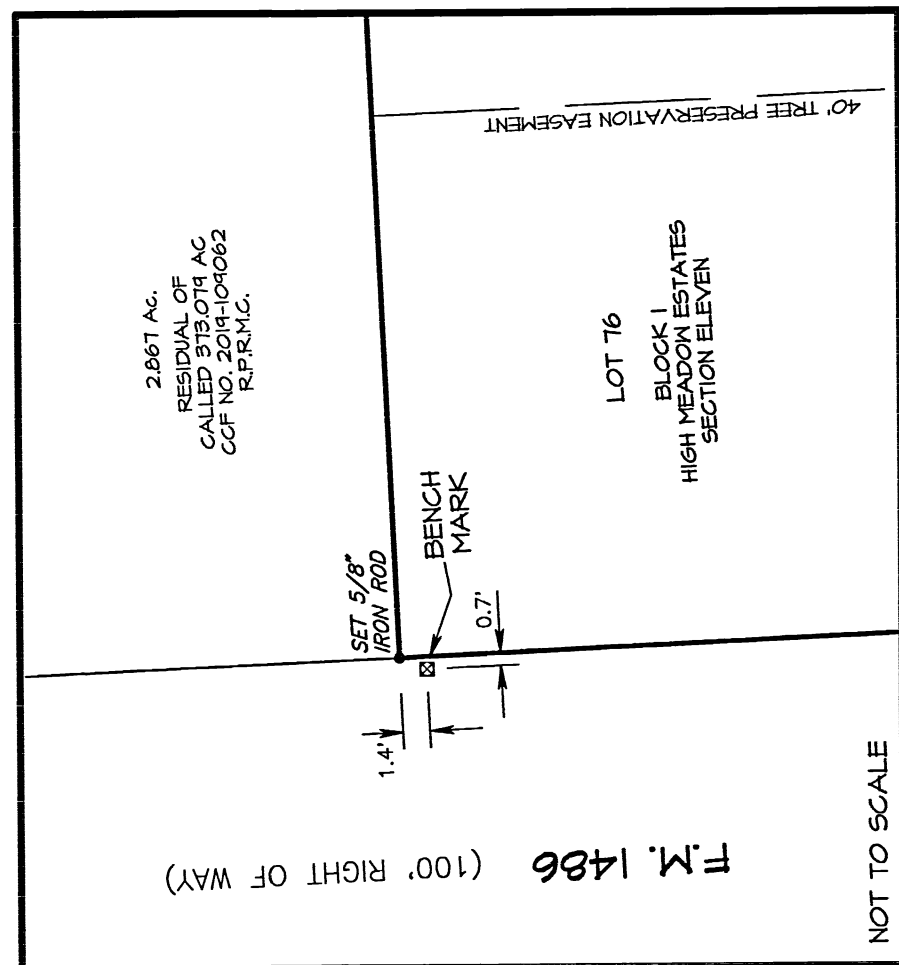 2.867 Ac.
RESIDUAL OF
CALLED 373.079 AC
CCF NO. 2019-109062
R.P.R.M.C.
40' TREE PRESERVATION EASEMENT
LOT 76
BLOCK 1
HIGH MEADOW ESTATES
SECTION ELEVEN
SET 5/8"
IRON ROD
BENCH
MARK
0.7'
1.4'
F.M. 1486 (100' RIGHT OF WAY)
NOT TO SCALE